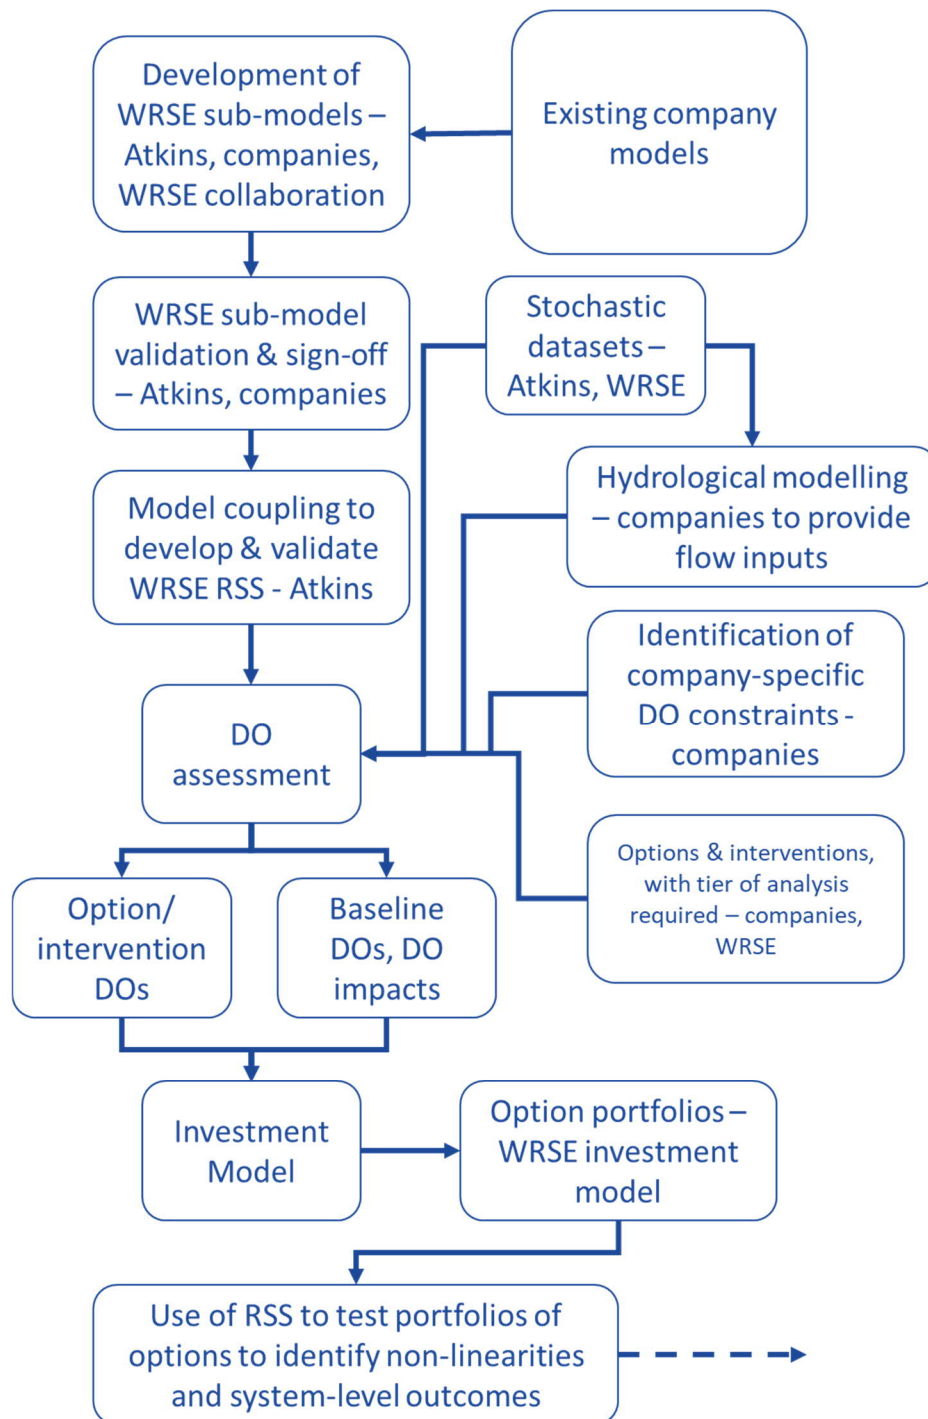 Development of
WRSE sub-models –
Atkins, companies,
WRSE collaboration
Existing company
models
WRSE sub-model
validation & sign-off
– Atkins, companies
Stochastic
datasets –
Atkins, WRSE
Model coupling to
develop & validate
WRSE RSS - Atkins
Hydrological modelling
– companies to provide
flow inputs
Identification of
company-specific
DO constraints -
companies
DO
assessment
Options & interventions,
with tier of analysis
required – companies,
WRSE
Option/
intervention
DOs
Baseline
DOs, DO
impacts
Investment
Model
Option portfolios –
WRSE investment
model
Use of RSS to test portfolios of
options to identify non-linearities
and system-level outcomes